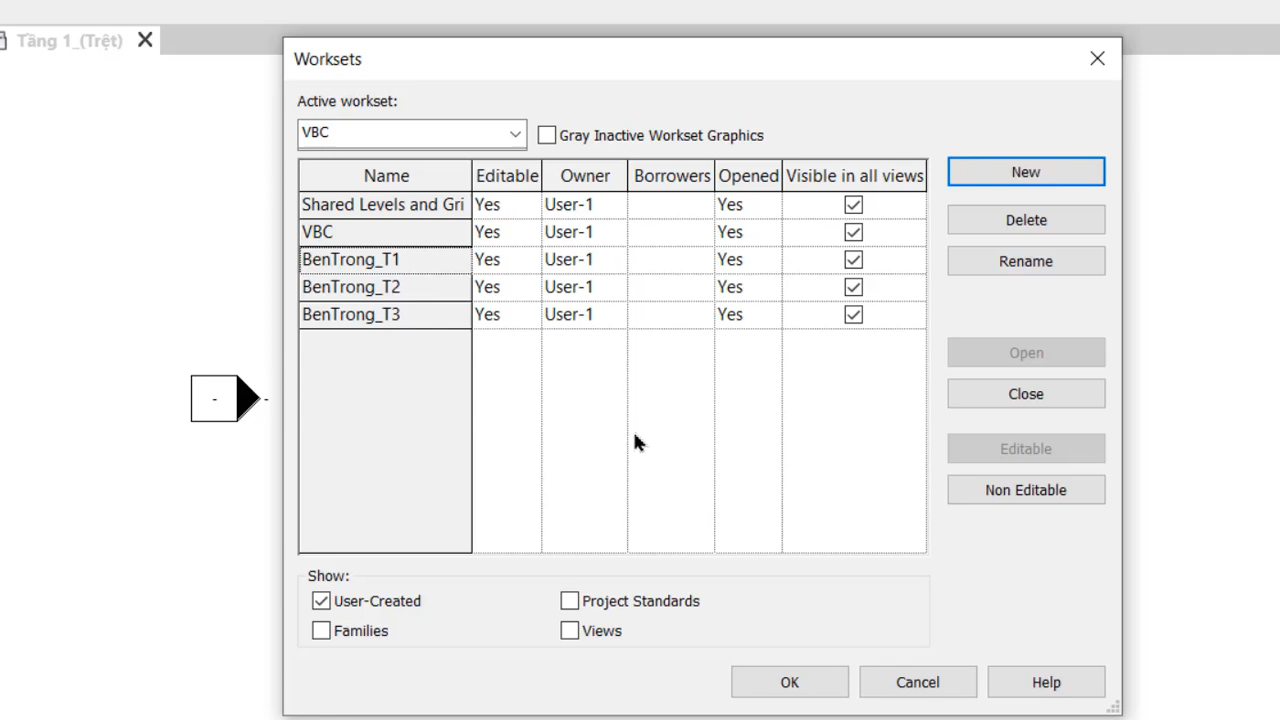 Tầng 1_(Trệt)
Worksets
Active workset:
VBC
Gray Inactive Workset Graphics
Name Editable Owner Borrowers Opened Visible in all views
Shared Levels and Gri Yes User-1 Yes
VBC Yes User-1 Yes
BenTrong_T1 Yes User-1 Yes
BenTrong_T2 Yes User-1 Yes
BenTrong_T3 Yes User-1 Yes
New
Delete
Rename
Open
Close
Editable
Non Editable
- -
Show:
User-Created Project Standards
Families Views
OK Cancel Help